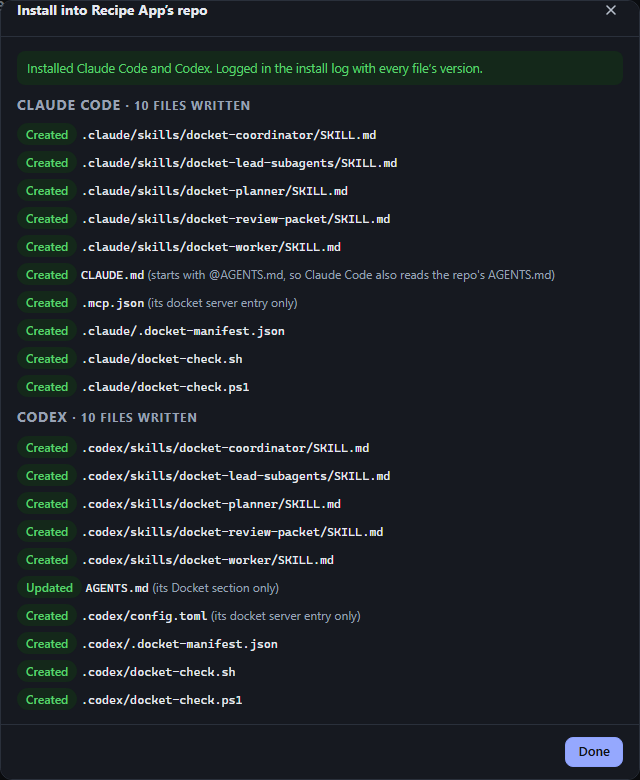 Install into Recipe App's repo
Installed Claude Code and Codex. Logged in the install log with every file's version.
CLAUDE CODE · 10 FILES WRITTEN
Created .claude/skills/docket-coordinator/SKILL.md
Created .claude/skills/docket-lead-subagents/SKILL.md
Created .claude/skills/docket-planner/SKILL.md
Created .claude/skills/docket-review-packet/SKILL.md
Created .claude/skills/docket-worker/SKILL.md
Created CLAUDE.md (starts with @AGENTS.md, so Claude Code also reads the repo's AGENTS.md)
Created .mcp.json (its docket server entry only)
Created .claude/.docket-manifest.json
Created .claude/docket-check.sh
Created .claude/docket-check.ps1
CODEX · 10 FILES WRITTEN
Created .codex/skills/docket-coordinator/SKILL.md
Created .codex/skills/docket-lead-subagents/SKILL.md
Created .codex/skills/docket-planner/SKILL.md
Created .codex/skills/docket-review-packet/SKILL.md
Created .codex/skills/docket-worker/SKILL.md
Updated AGENTS.md (its Docket section only)
Created .codex/config.toml (its docket server entry only)
Created .codex/.docket-manifest.json
Created .codex/docket-check.sh
Created .codex/docket-check.ps1
Done